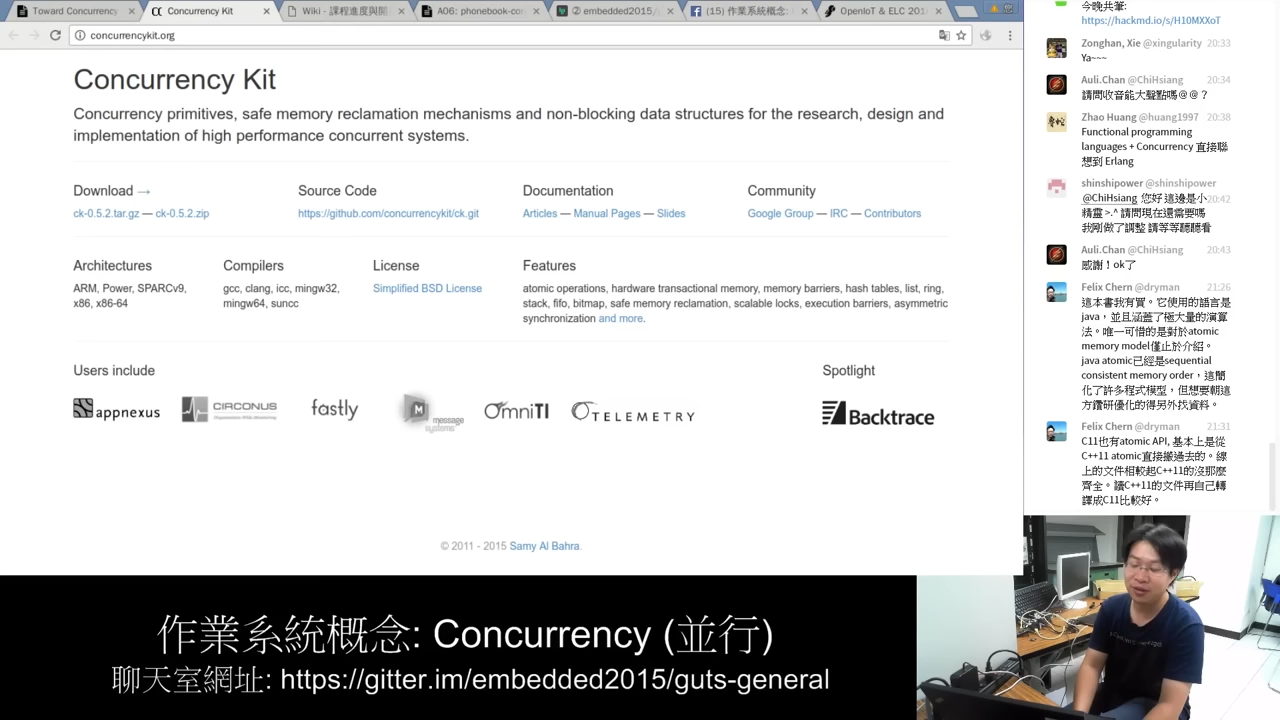 Toward Concurrency
Concurrency Kit
Wiki - 課程進度與開
A06: phonebook-con
② embedded2015/
(15) 作業系統概念:
OpenIoT & ELC 201
concurrencykit.org
Concurrency Kit
Concurrency primitives, safe memory reclamation mechanisms and non-blocking data structures for the research, design and
implementation of high performance concurrent systems.
Download →
ck-0.5.2.tar.gz — ck-0.5.2.zip
Source Code
https://github.com/concurrencykit/ck.git
Documentation
Articles — Manual Pages — Slides
Community
Google Group — IRC — Contributors
Architectures
ARM, Power, SPARCv9,
x86, x86-64
Compilers
gcc, clang, icc, mingw32,
mingw64, suncc
License
Simplified BSD License
Features
atomic operations, hardware transactional memory, memory barriers, hash tables, list, ring,
stack, fifo, bitmap, safe memory reclamation, scalable locks, execution barriers, asymmetric
synchronization and more.
Users include
appnexus
CIRCONUS
fastly
message systems
OmniTI
TELEMETRY
Spotlight
Backtrace
© 2011 - 2015 Samy Al Bahra.
今晚共筆:
https://hackmd.io/s/H10MXXoT
Zonghan, Xie @xingularity 20:33
Ya~~~
Auli.Chan @ChiHsiang 20:34
請問收音能大聲點嗎@@？
Zhao Huang @huang1997 20:38
Functional programming
languages + Concurrency 直接聯
想到 Erlang
shinshipower @shinshipower
20:42
@ChiHsiang 您好 這邊是小
精靈 >.^ 請問現在還需要嗎
我剛做了調整 請等等聽聽看
Auli.Chan @ChiHsiang 20:43
感謝！ok了
Felix Chern @dryman 21:26
這本書我有買。它使用的語言是
java，並且涵蓋了極大量的演算
法。唯一可惜的是對於atomic
memory model僅止於介紹。
java atomic已經是sequential
consistent memory order，這簡
化了許多程式模型，但想要朝這
方鑽研優化的得另外找資料。
Felix Chern @dryman 21:31
C11也有atomic API, 基本上是從
C++11 atomic直接搬過去的。線
上的文件相較起C++11的沒那麼
齊全。讀C++11的文件再自己轉
譯成C11比較好。
作業系統概念: Concurrency (並行)
聊天室網址: https://gitter.im/embedded2015/guts-general